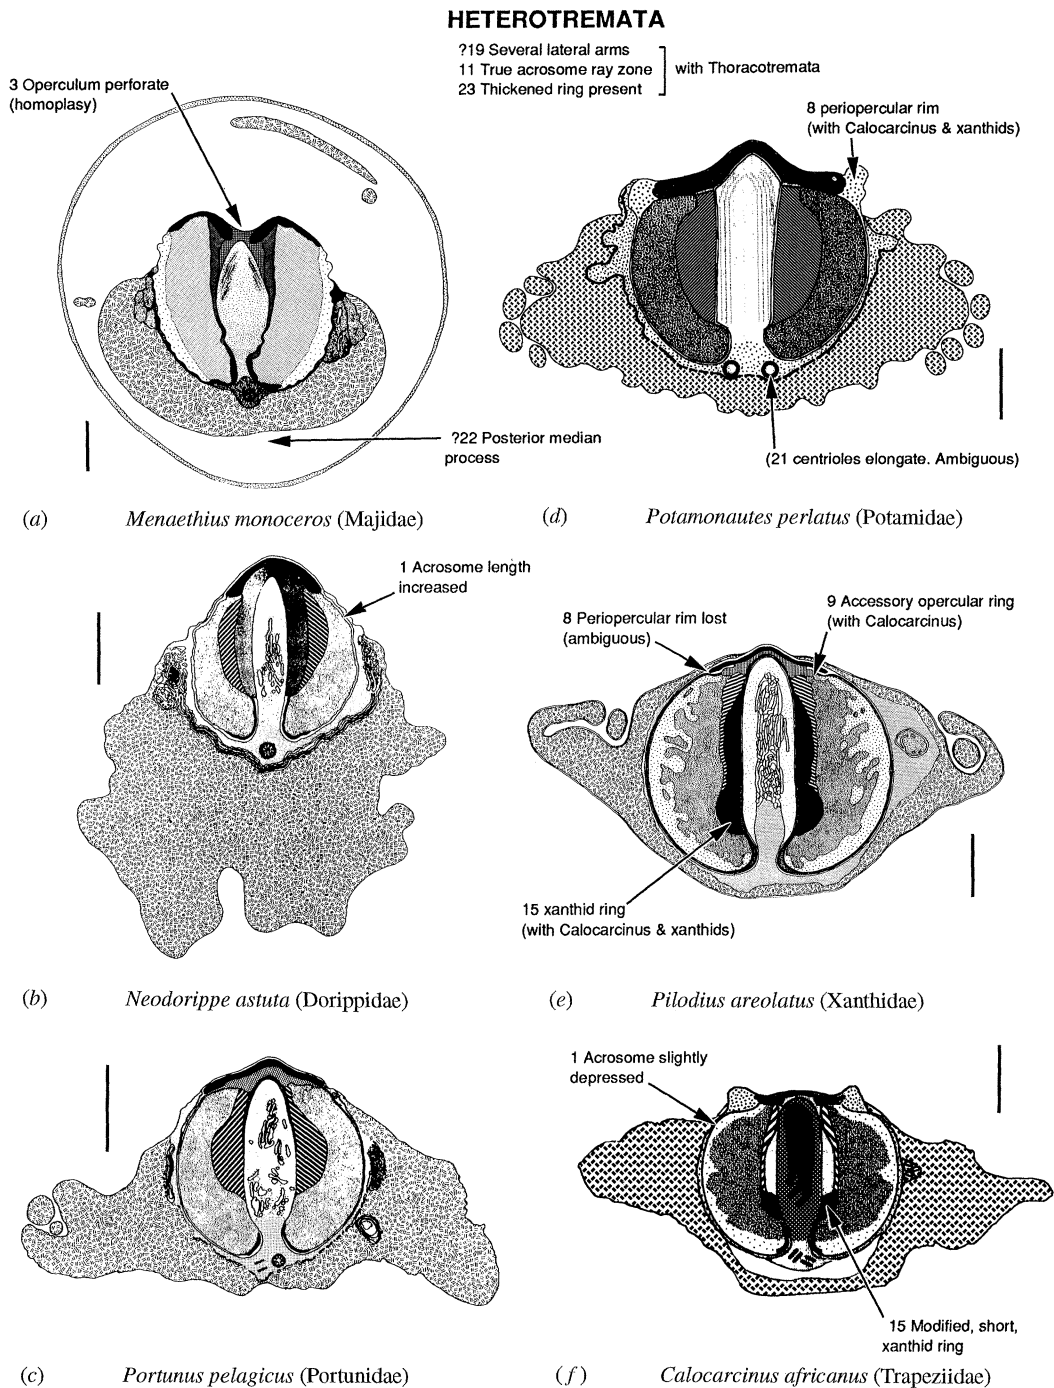 HETEROTREMATA
?19 Several lateral arms
11 True acrosome ray zone
23 Thickened ring present
with Thoracotremata
3 Operculum perforate
(homoplasy)
?22 Posterior median
process
(a) Menaethius monoceros (Majidae)
8 periopercular rim
(with Calocarcinus & xanthids)
(21 centrioles elongate. Ambiguous)
(d) Potamonautes perlatus (Potamidae)
1 Acrosome length
increased
(b) Neodorippe astuta (Dorippidae)
8 Periopercular rim lost
(ambiguous)
9 Accessory opercular ring
(with Calocarcinus)
15 xanthid ring
(with Calocarcinus & xanthids)
(e) Pilodius areolatus (Xanthidae)
(c) Portunus pelagicus (Portunidae)
1 Acrosome slightly
depressed
15 Modified, short,
xanthid ring
(f) Calocarcinus africanus (Trapeziidae)